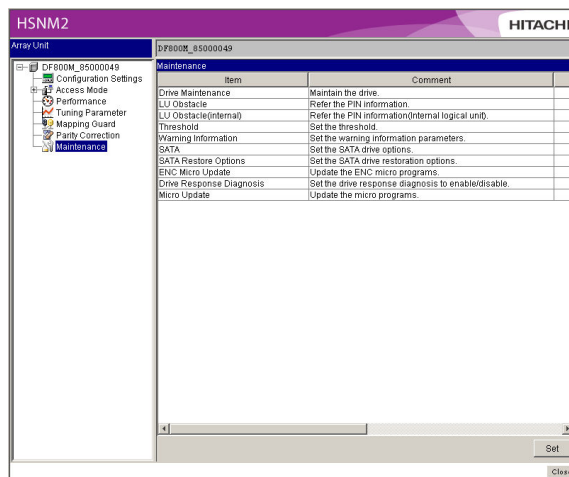 HSNM2
HITACHI
Array Unit
DF800M_85000049
DF800M_85000049
Configuration Settings
Access Mode
Performance
Tuning Parameter
Mapping Guard
Parity Correction
Maintenance
Maintenance
Item Comment
Drive Maintenance Maintain the drive.
LU Obstacle Refer the PIN information.
LU Obstacle(internal) Refer the PIN information(Internal logical unit).
Threshold Set the threshold.
Warning Information Set the warning information parameters.
SATA Set the SATA drive options.
SATA Restore Options Set the SATA drive restoration options.
ENC Micro Update Update the ENC micro programs.
Drive Response Diagnosis Set the drive response diagnosis to enable/disable.
Micro Update Update the micro programs.
Set
Close